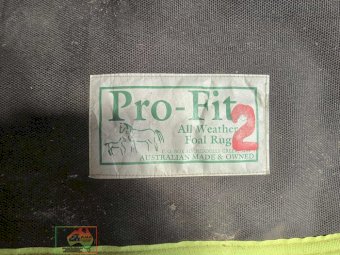 Pro-Fit
2
All Weather
Foal Rug
AUSTRALIAN MADE & OWNED